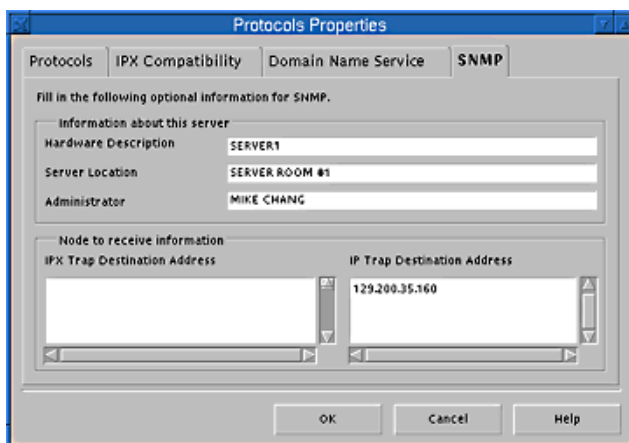 Protocols Properties
Protocols IPX Compatibility Domain Name Service SNMP
Fill in the following optional information for SNMP.
Information about this server
Hardware Description SERVER1
Server Location SERVER ROOM #1
Administrator MIKE CHANG
Node to receive information
IPX Trap Destination Address IP Trap Destination Address
129.200.35.160
OK Cancel Help